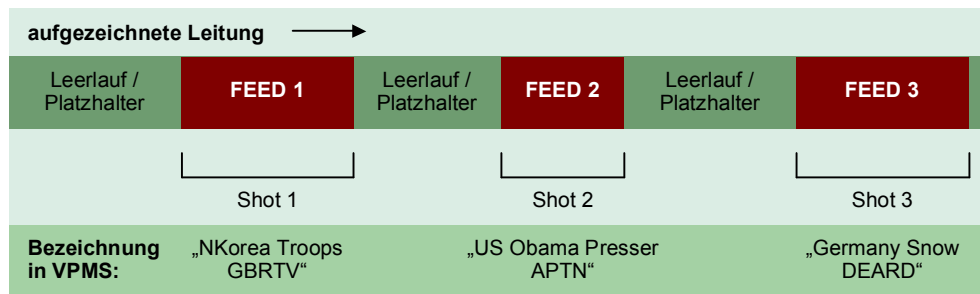 aufgezeichnete Leitung
Leerlauf /
Platzhalter
FEED 1
Leerlauf /
Platzhalter
FEED 2
Leerlauf /
Platzhalter
FEED 3
Shot 1
Shot 2
Shot 3
Bezeichnung
in VPMS:
„NKorea Troops
GBRTV“
„US Obama Presser
APTN“
„Germany Snow
DEARD“